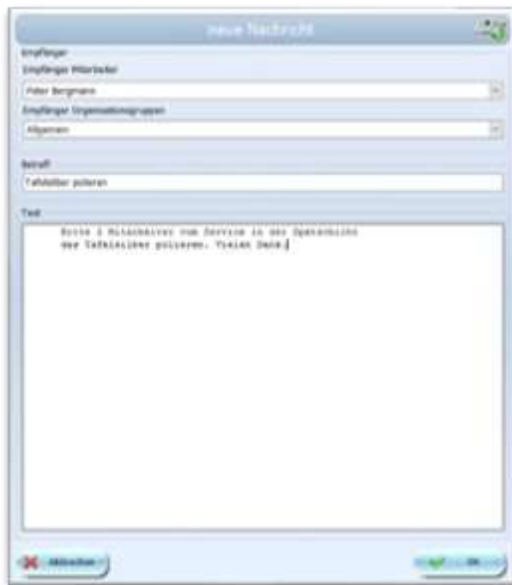 neue Nachricht
Empfänger
Empfänger Mitarbeiter
Peter Bergmann
Empfänger Organisationsgruppen
Allgemein
Betreff
Tafelsilber polieren
Text
Bitte 2 Mitarbeiter vom Service in der Spätschicht
das Tafelsilber polieren. Vielen Dank.
Abbrechen
OK